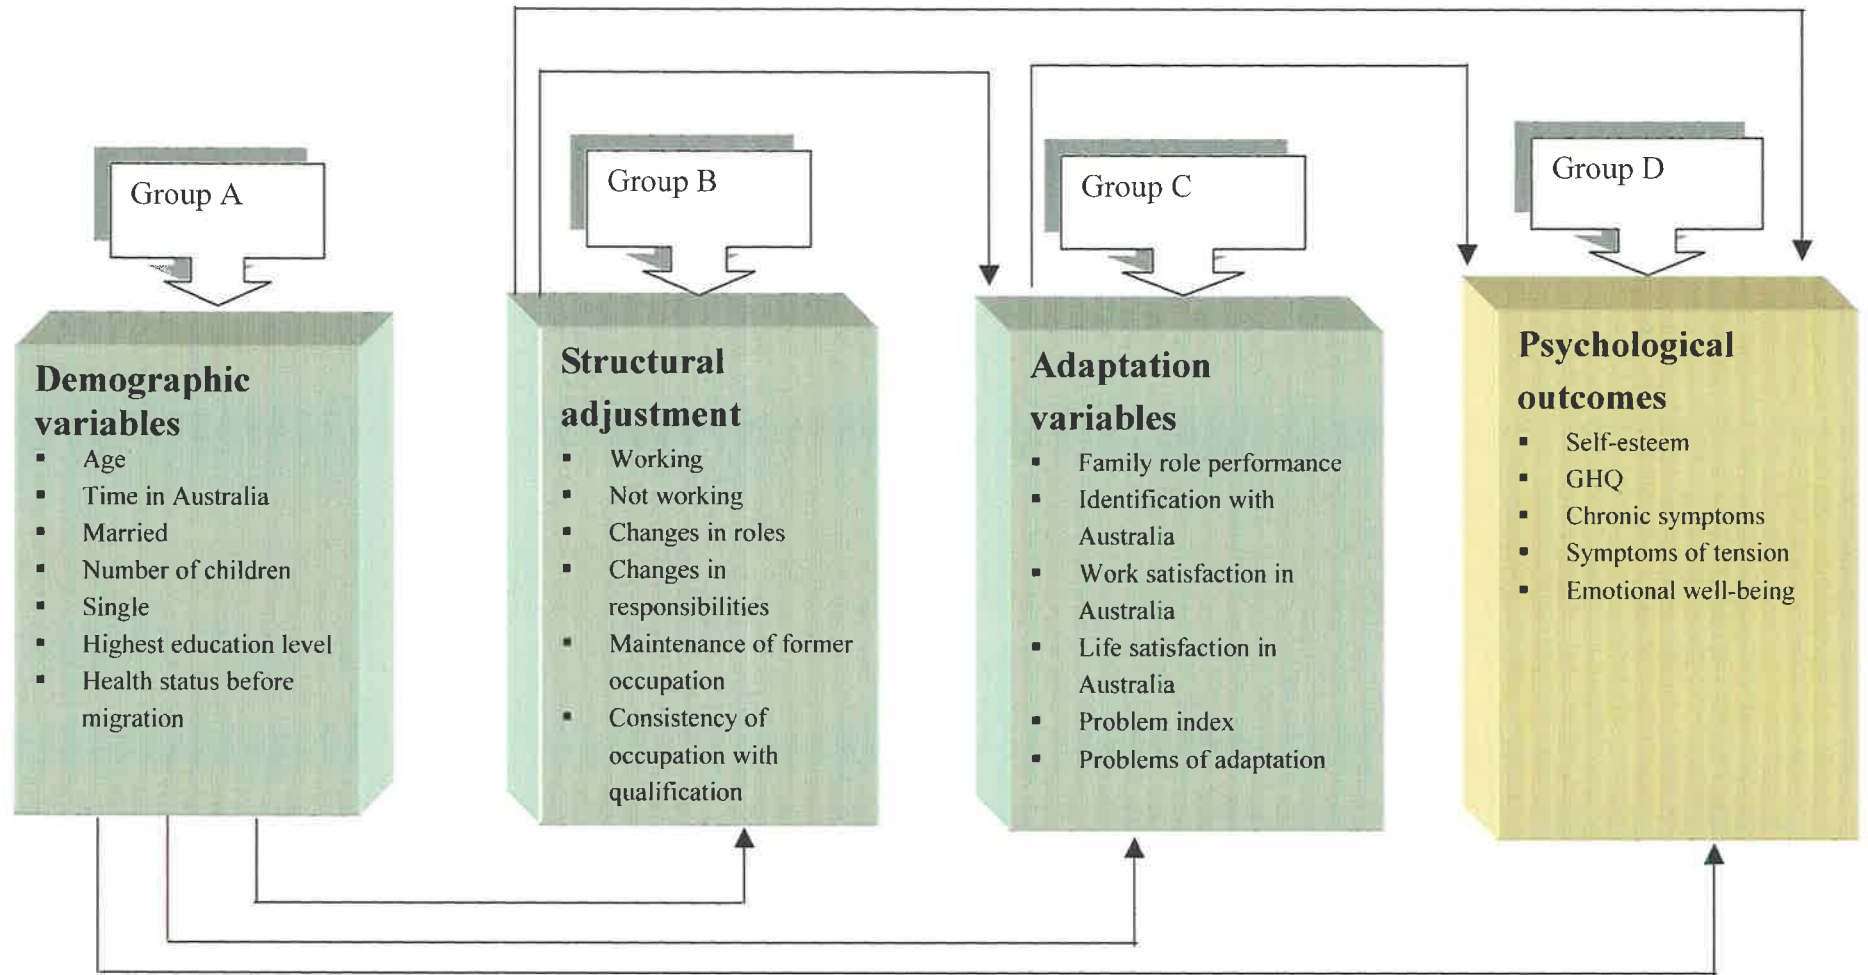 Group A
Demographic
variables
Age
Time in Australia
Married
Number of children
Single
Highest education level
Health status before
migration
Group B
Structural
adjustment
Working
Not working
Changes in roles
Changes in
responsibilities
Maintenance of former
occupation
Consistency of
occupation with
qualification
Group C
Adaptation
variables
Family role performance
Identification with
Australia
Work satisfaction in
Australia
Life satisfaction in
Australia
Problem index
Problems of adaptation
Group D
Psychological
outcomes
Self-esteem
GHQ
Chronic symptoms
Symptoms of tension
Emotional well-being